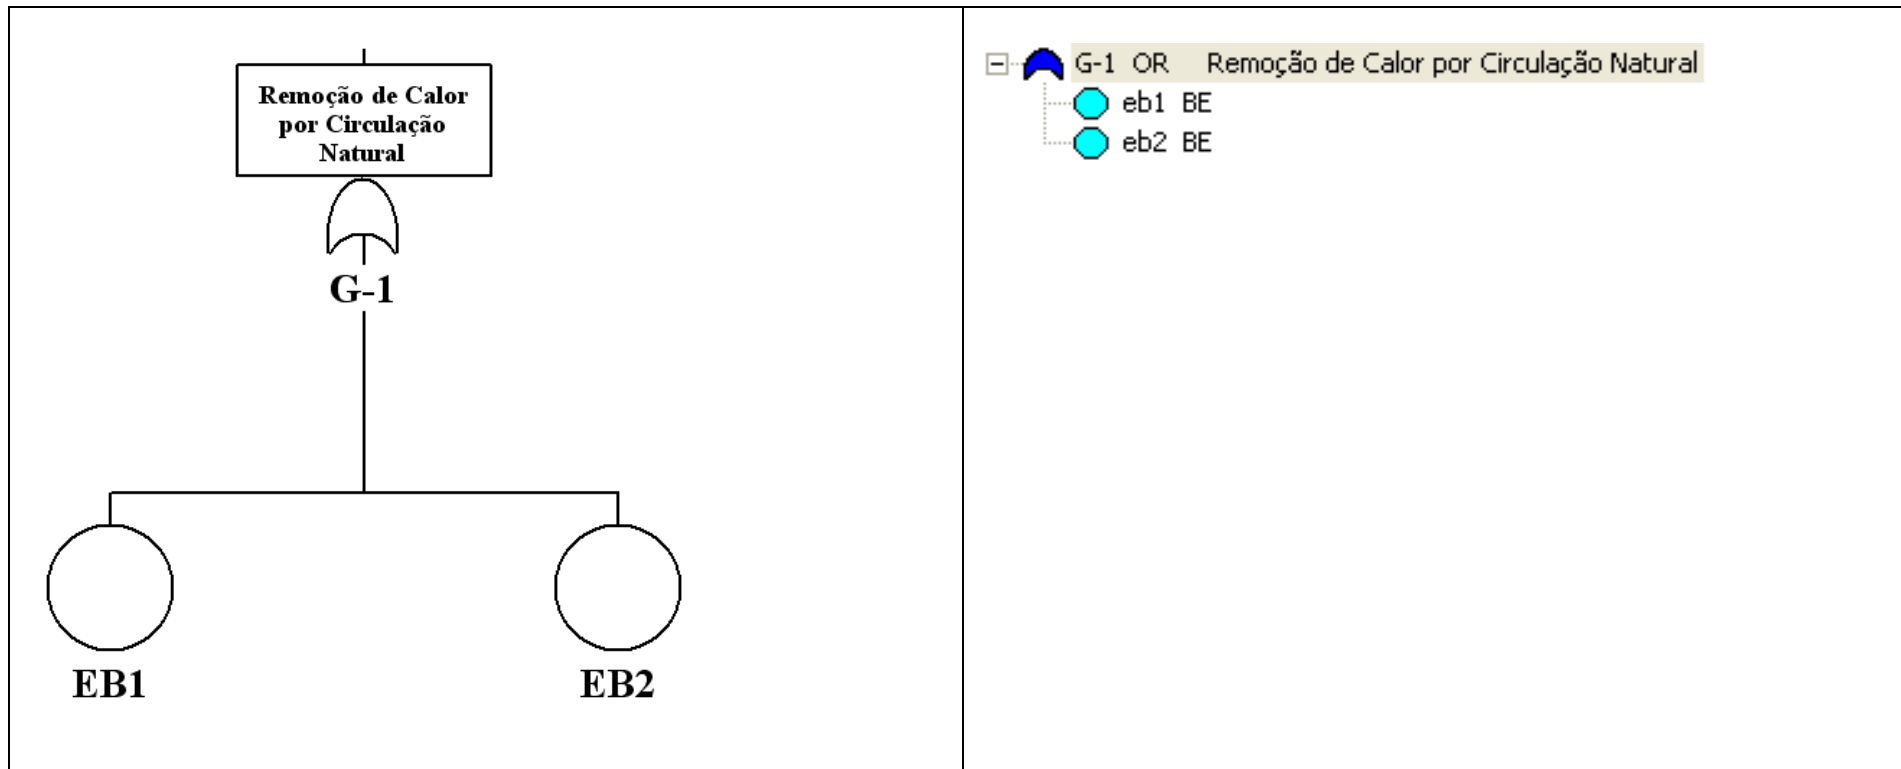 Remoção de Calor
por Circulação
Natural
G-1
EB1
EB2
G-1 OR Remoção de Calor por Circulação Natural
eb1 BE
eb2 BE